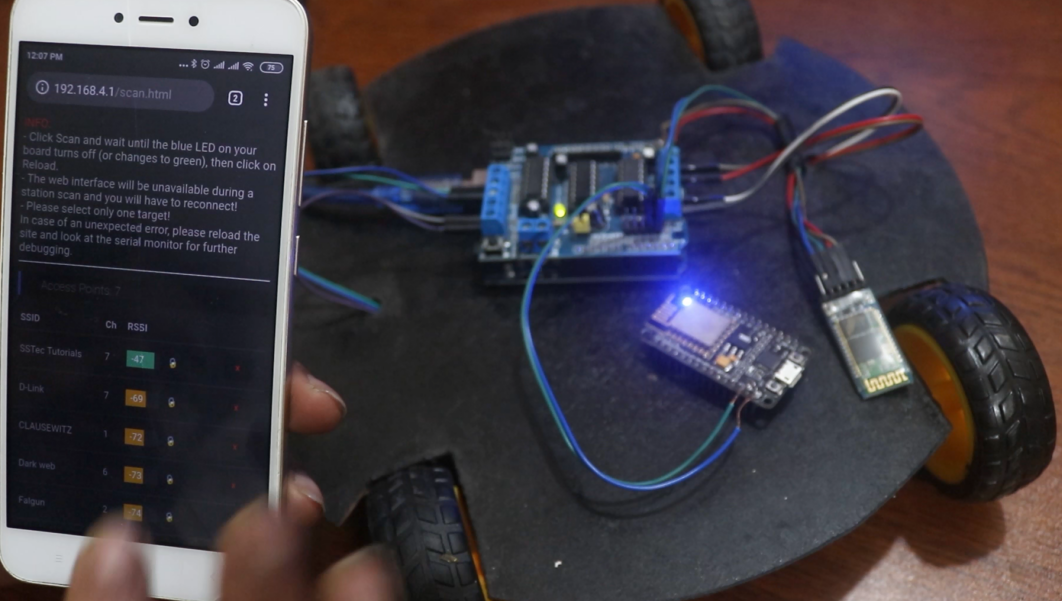 12:07 PM
75
192.168.4.1/scan.html
2
INFO:
- Click Scan and wait until the blue LED on your
board turns off (or changes to green), then click on
Reload.
- The web interface will be unavailable during a
station scan and you will have to reconnect!
- Please select only one target!
In case of an unexpected error, please reload the
site and look at the serial monitor for further
debugging.
Access Points: 7
SSID Ch RSSI
SSTec Tutorials 7 -47
D-Link 7 -69
CLAUSEWITZ 1 -72
Dark web 6 -73
Falgun 2 -74